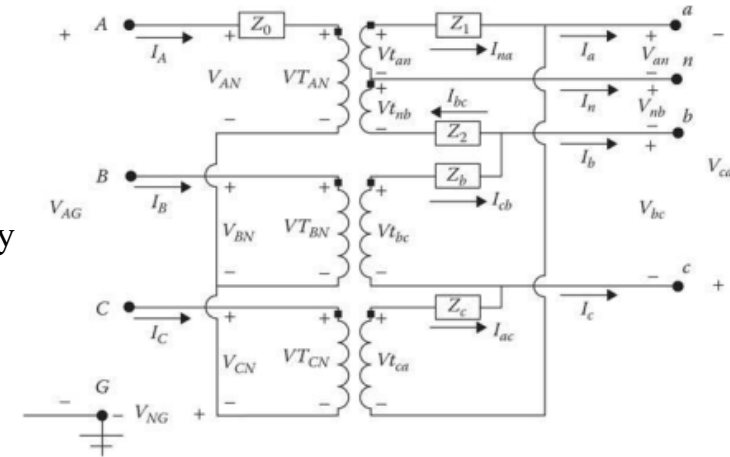 A + I_A + Z_0 + V_AN VT_AN − −
+ Vt_an − Z_1 I_na I_a + V_an − a −
+ Vt_nb − I_bc Z_2 I_n − n + V_nb − b
I_b + V_bc − V_ca +
y
V_AG
B I_B + + V_BN VT_BN − −
+ Vt_bc − Z_b I_cb
C I_C + + V_CN VT_CN − −
+ Vt_ca Z_c I_ac I_c c
G − − V_NG +